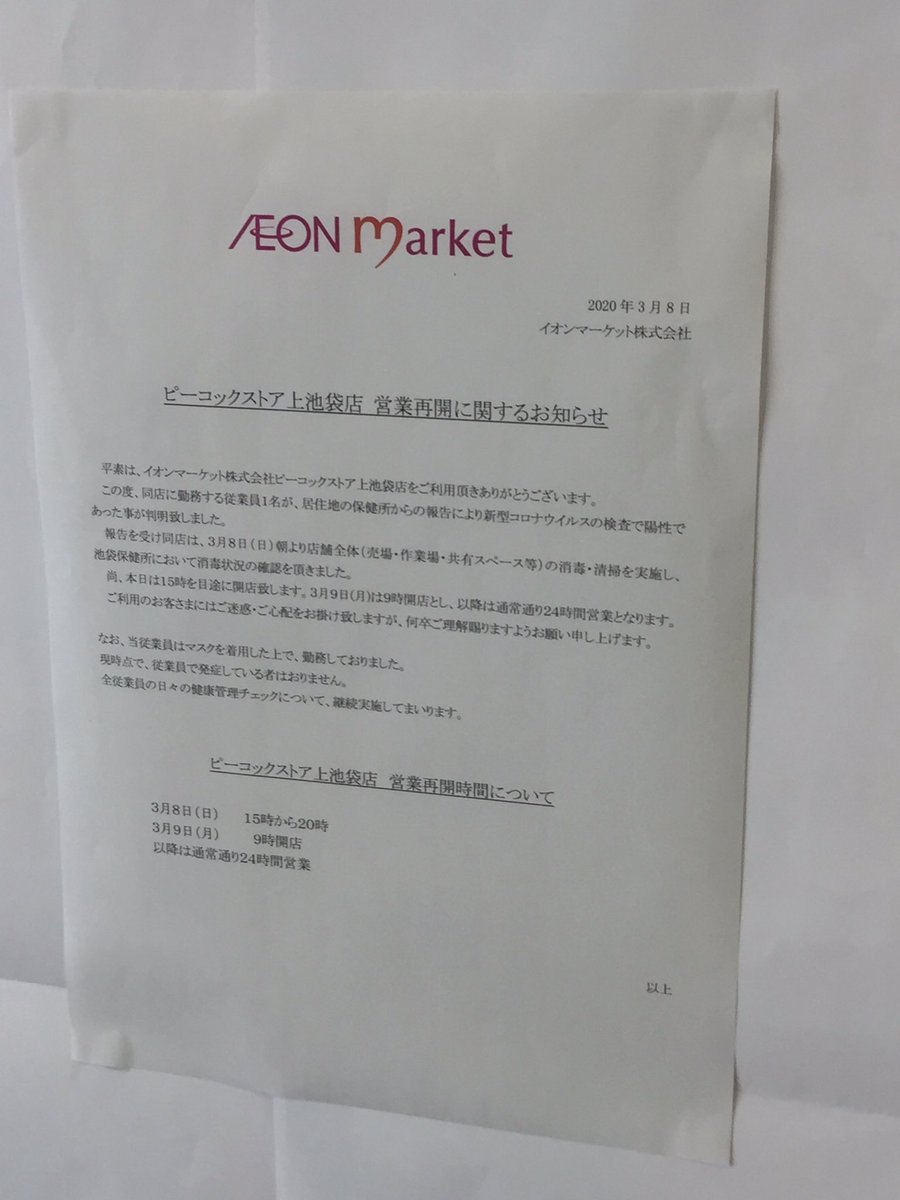 ÆON market
2020年3月8日
イオンマーケット株式会社
ピーコックストア上池袋店 営業再開に関するお知らせ
平素は、イオンマーケット株式会社ピーコックストア上池袋店をご利用頂きありがとうございます。
この度、同店に勤務する従業員1名が、居住地の保健所からの報告により新型コロナウイルスの検査で陽性で
あった事が判明致しました。
報告を受け同店は、3月8日(日)朝より店舗全体(売場・作業場・共有スペース等)の消毒・清掃を実施し、
池袋保健所において消毒状況の確認を頂きました。
尚、本日は15時を目途に開店致します。3月9日(月)は9時開店とし、以降は通常通り24時間営業となります。
ご利用のお客さまにはご迷惑・ご心配をお掛け致しますが、何卒ご理解賜りますようお願い申し上げます。
なお、当従業員はマスクを着用した上で、勤務しておりました。
現時点で、従業員で発症している者はおりません。
全従業員の日々の健康管理チェックについて、継続実施してまいります。
ピーコックストア上池袋店 営業再開時間について
3月8日(日) 15時から20時
3月9日(月) 9時開店
以降は通常通り24時間営業
以上